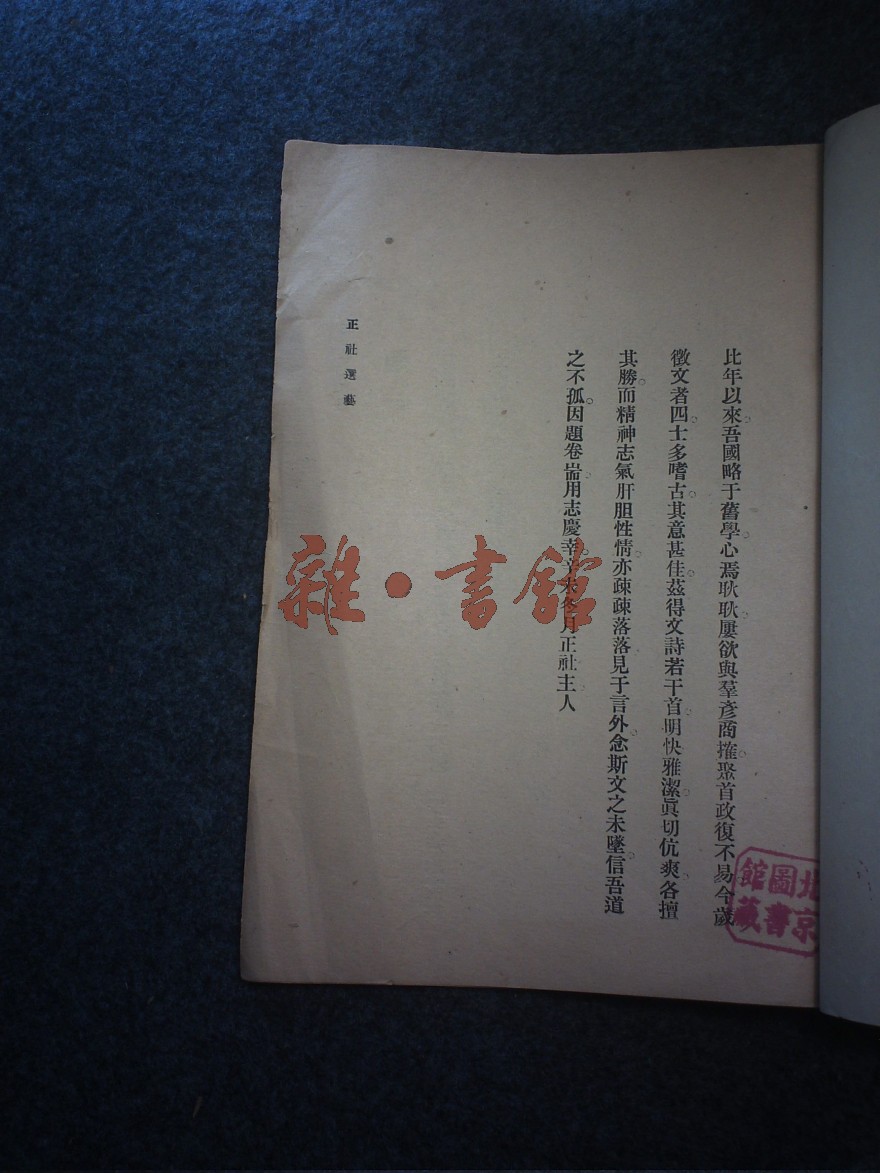 比年以來吾國略于舊學心焉耿耿屢欲與羣彥商搉聚首政復不易今歲
徵文者四士多嗜古其意甚佳茲得文詩若干首明快雅潔眞切伉爽各擅
其勝而精神志氣肝胆性情亦疎疎落落見于言外念斯文之未墜信吾道
之不孤因題卷耑用志慶幸辛未冬月正社主人
正社選藝
雜·書館
北京
圖書
館藏